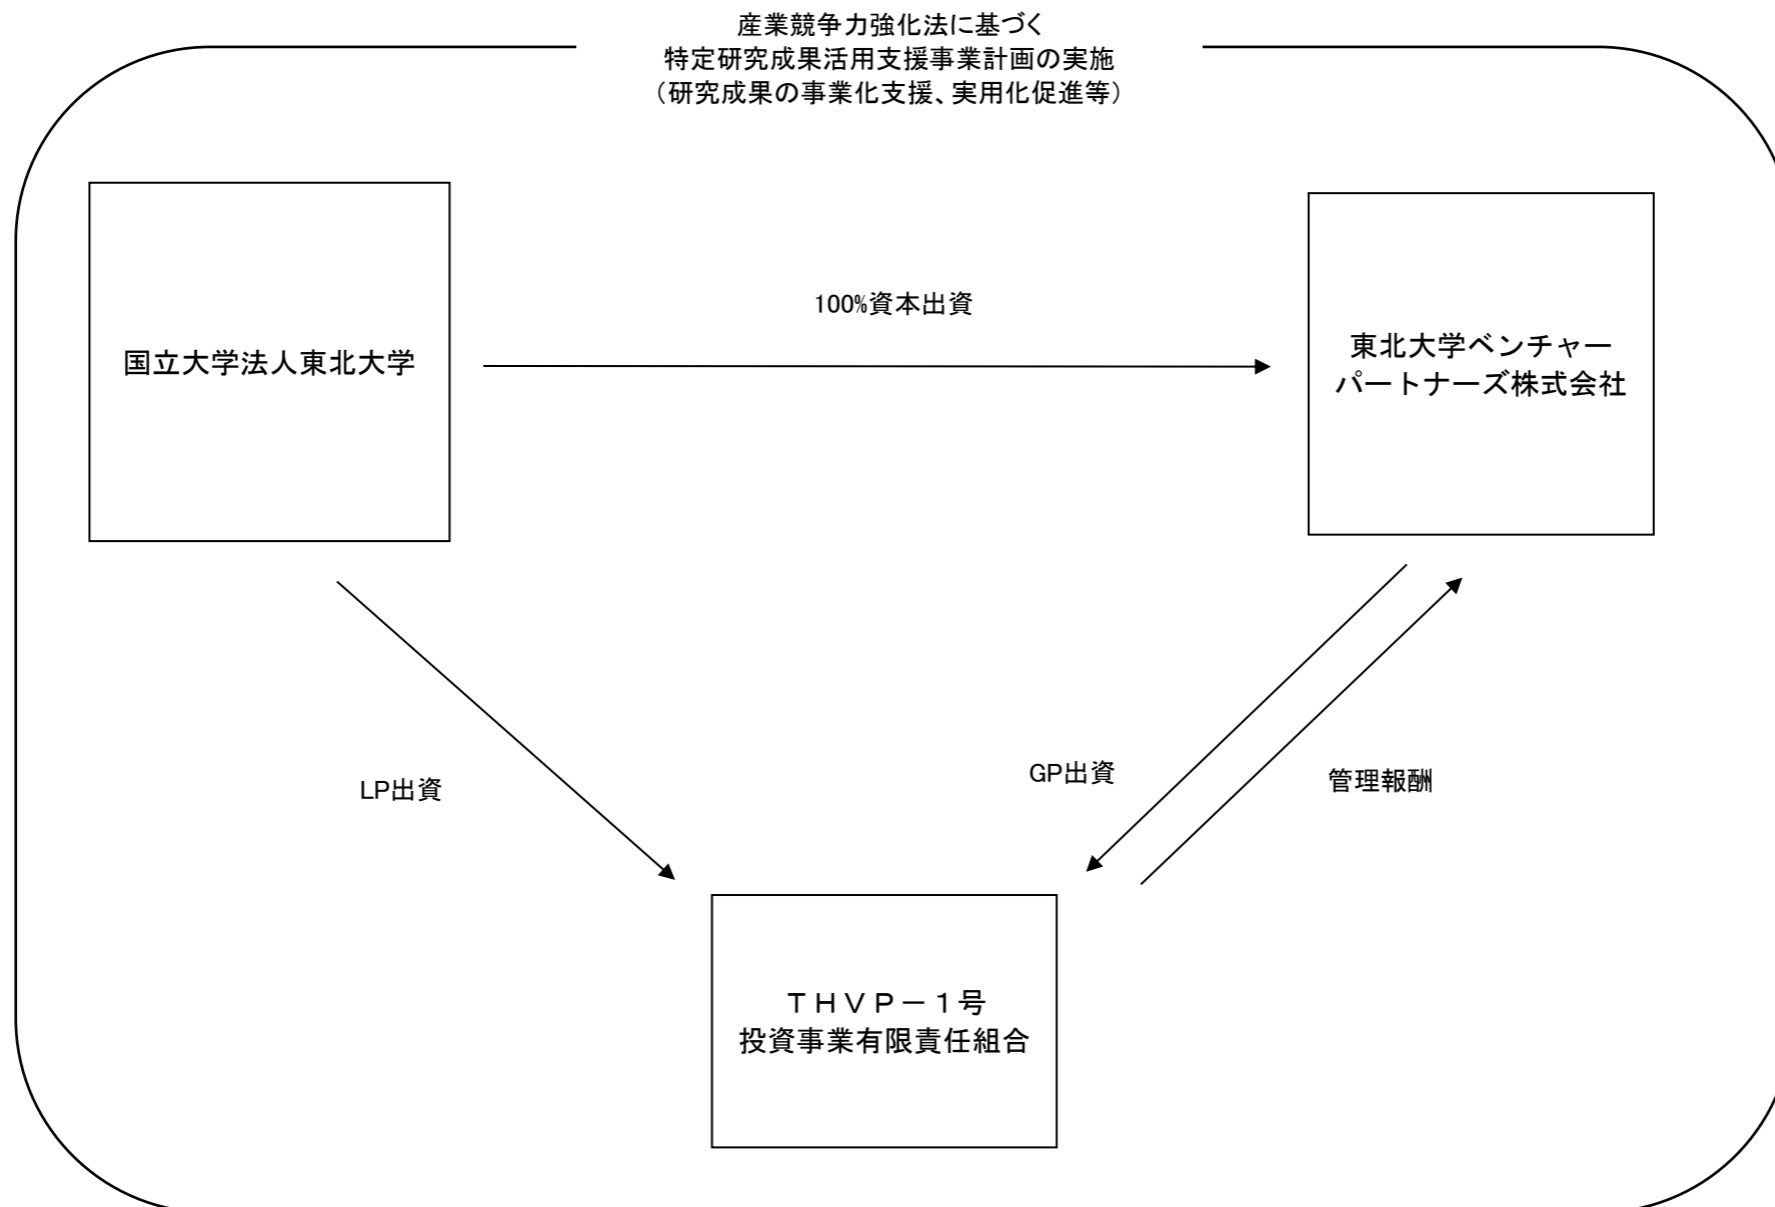 産業競争力強化法に基づく
特定研究成果活用支援事業計画の実施
（研究成果の事業化支援、実用化促進等）
国立大学法人東北大学
100%資本出資
東北大学ベンチャー
パートナーズ株式会社
LP出資
GP出資
管理報酬
ＴＨＶＰ－１号
投資事業有限責任組合